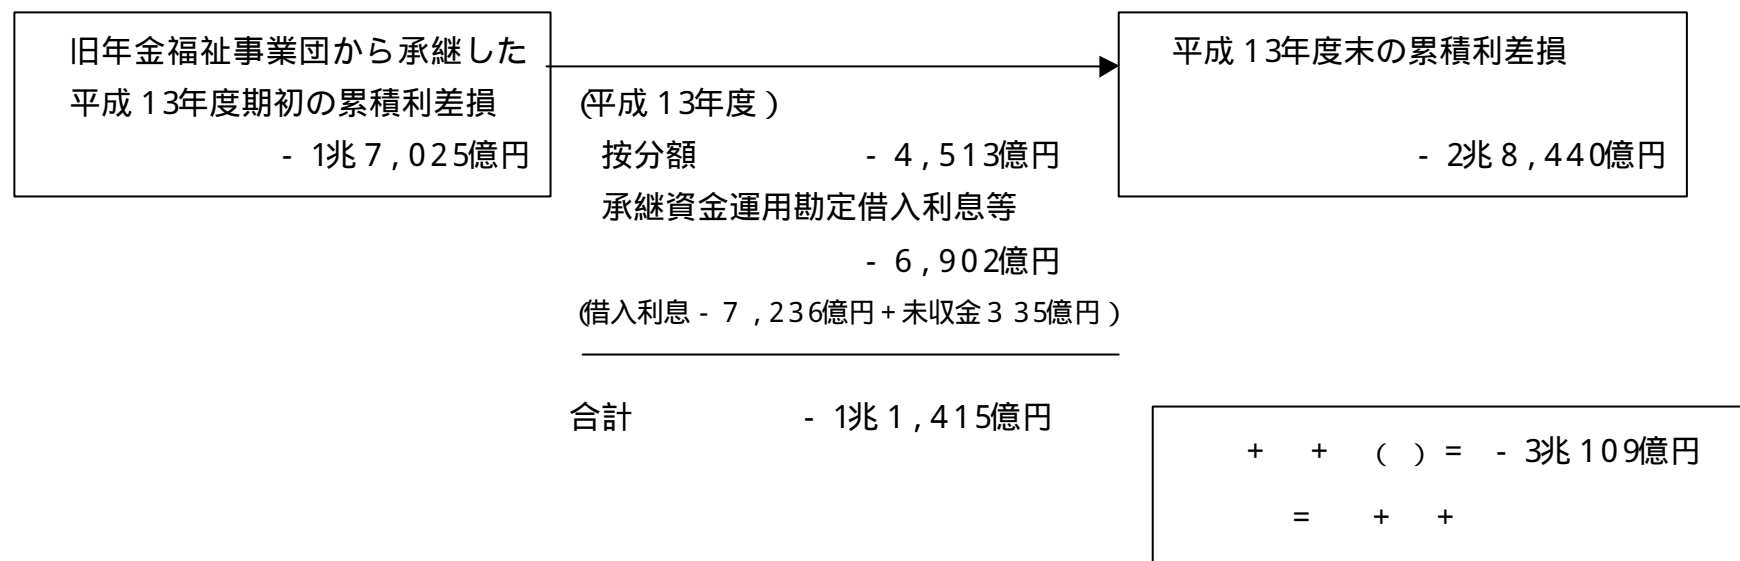 旧年金福祉事業団から承継した
平成13年度期初の累積利差損
- 1兆7,025億円
(平成13年度)
按分額 - 4,513億円
承継資金運用勘定借入利息等
- 6,902億円
(借入利息 - 7,236億円 + 未収金335億円)
合計 - 1兆1,415億円
平成13年度末の累積利差損
- 2兆8,440億円
+ + ( ) = - 3兆109億円
= + +